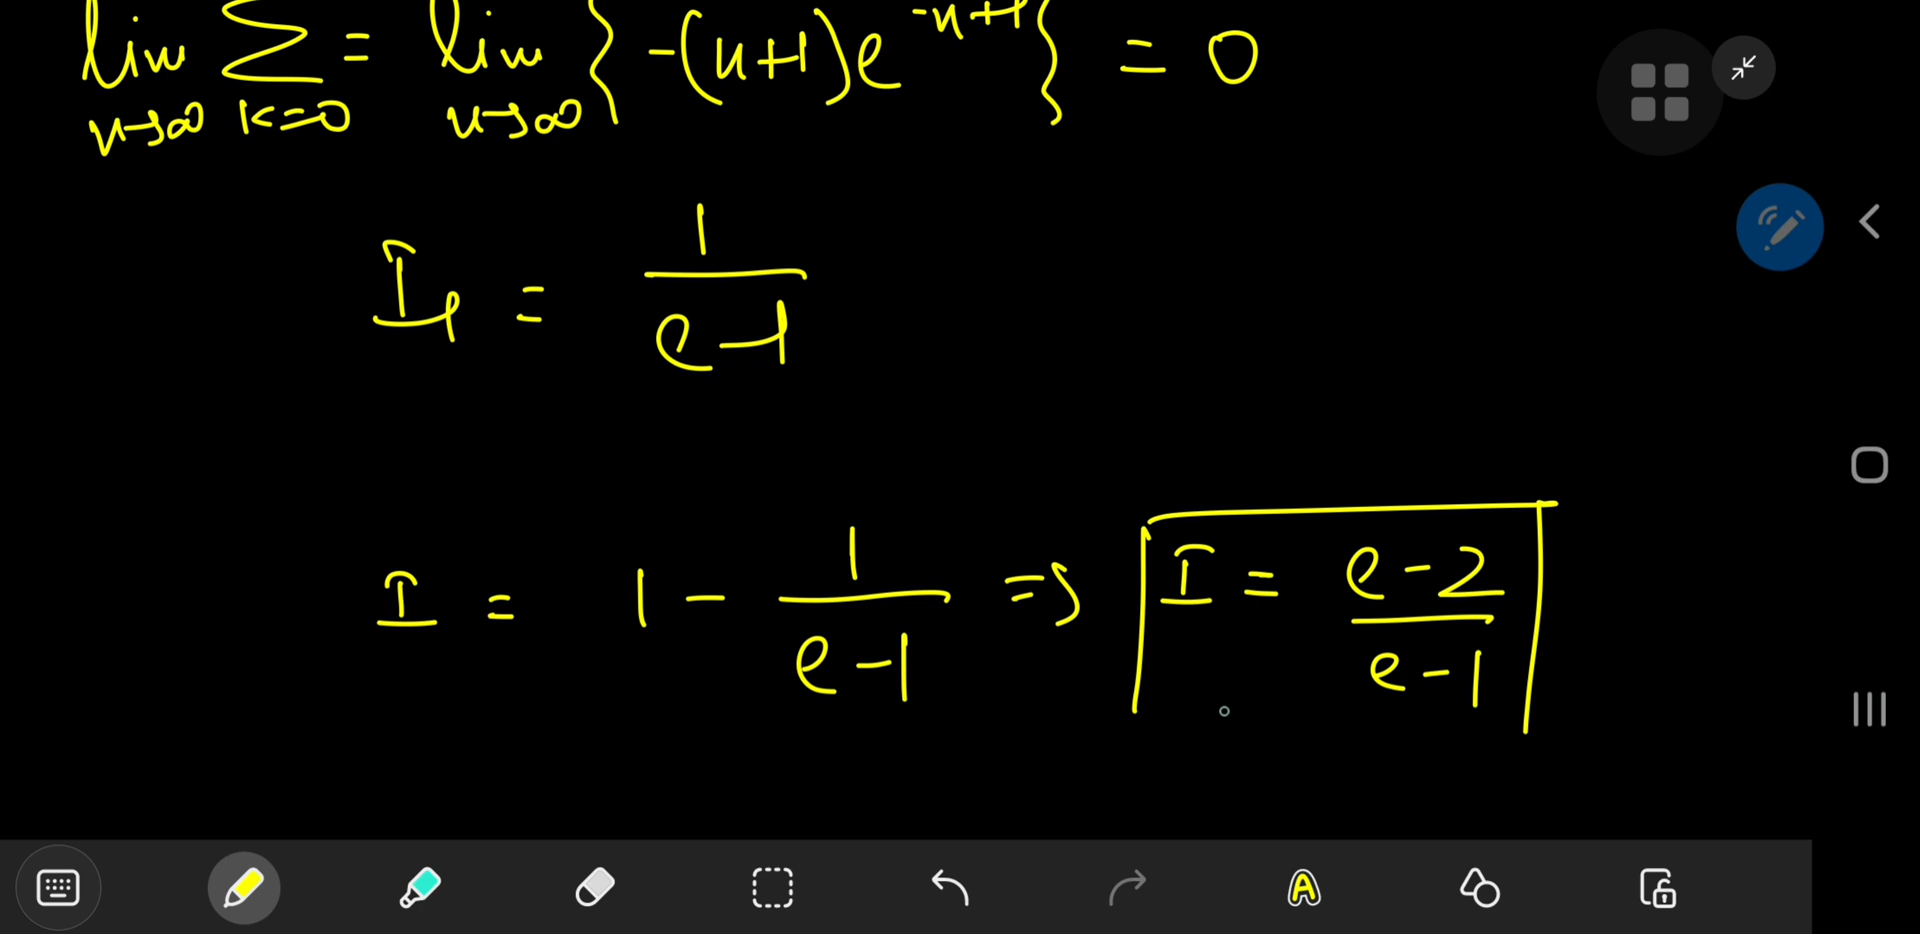 lim Σ = lim { -(n+1)e^{-n+1} } = 0
n→∞ k=0 n→∞
I₁ = 1/(e-1)
I = 1 - 1/(e-1) ⇒ I = (e-2)/(e-1)
A